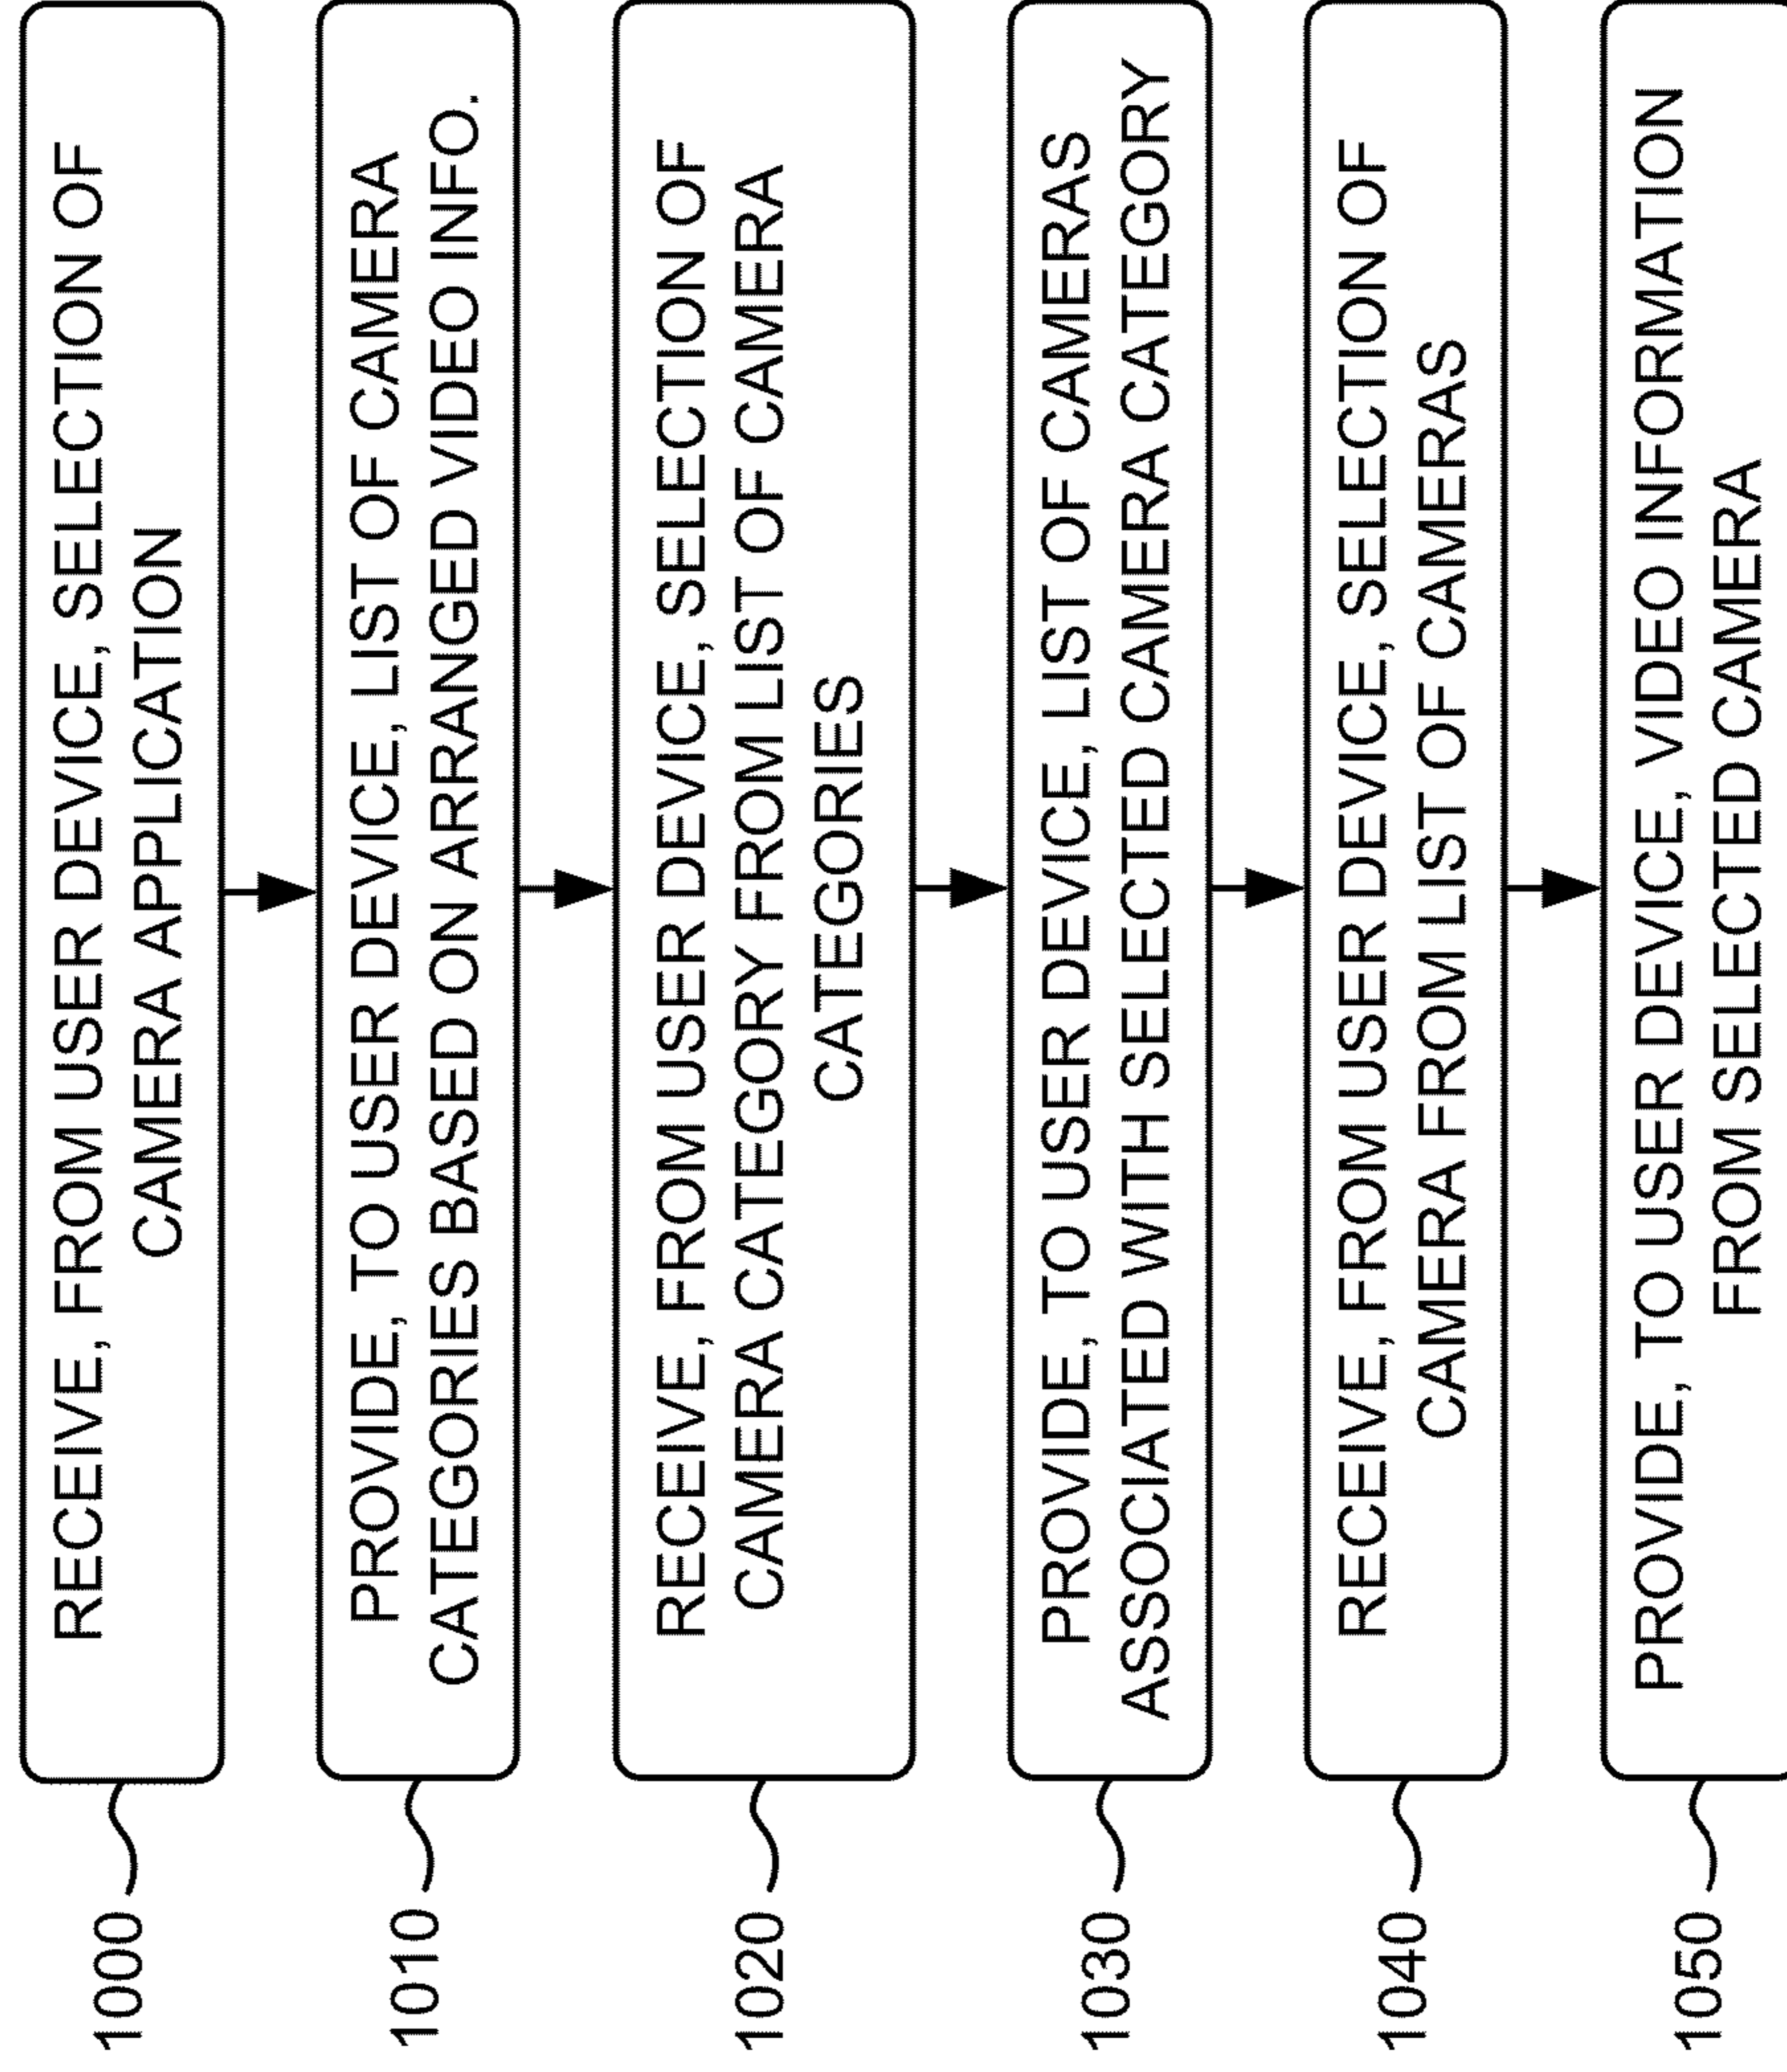 1000
RECEIVE, FROM USER DEVICE, SELECTION OF
CAMERA APPLICATION
1010
PROVIDE, TO USER DEVICE, LIST OF CAMERA
CATEGORIES BASED ON ARRANGED VIDEO INFO.
1020
RECEIVE, FROM USER DEVICE, SELECTION OF
CAMERA CATEGORY FROM LIST OF CAMERA
CATEGORIES
1030
PROVIDE, TO USER DEVICE, LIST OF CAMERAS
ASSOCIATED WITH SELECTED CAMERA CATEGORY
1040
RECEIVE, FROM USER DEVICE, SELECTION OF
CAMERA FROM LIST OF CAMERAS
1050
PROVIDE, TO USER DEVICE, VIDEO INFORMATION
FROM SELECTED CAMERA